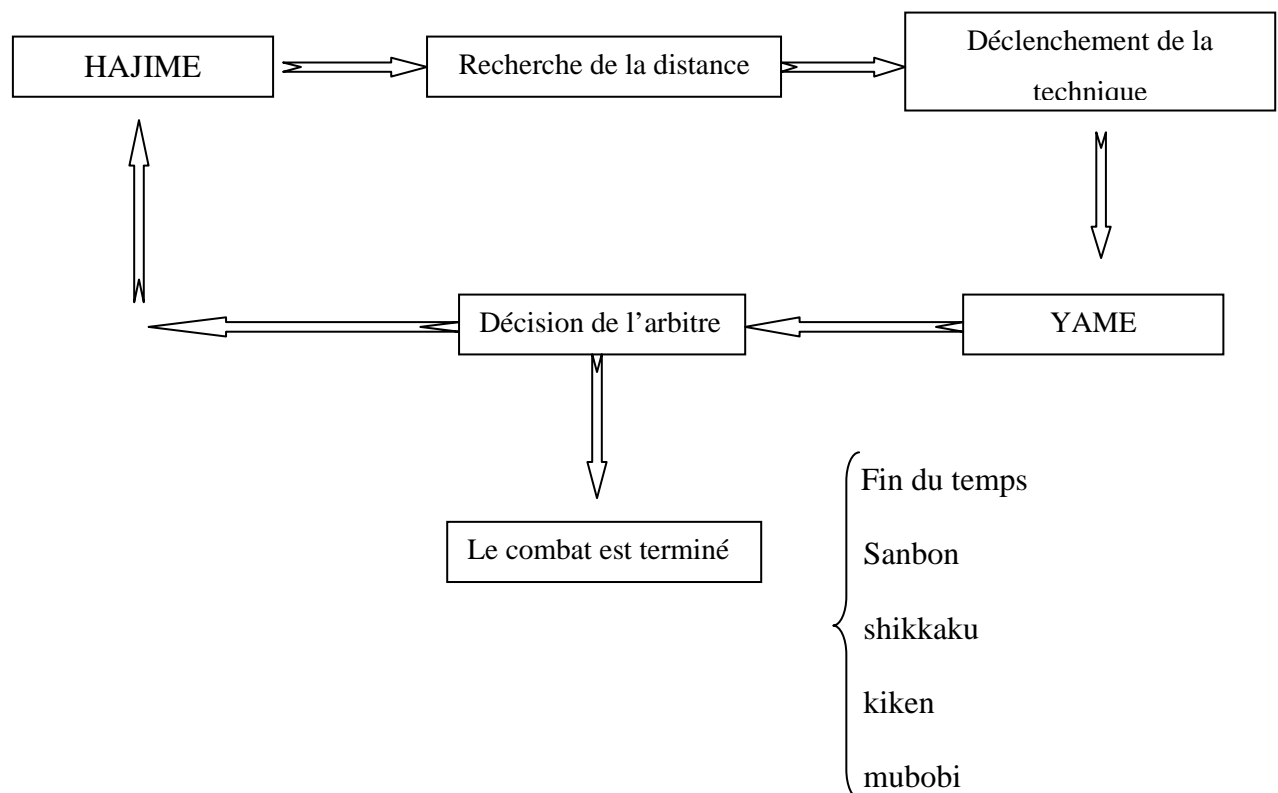 HAJIME
Recherche de la distance
Déclenchement de la
technique
Décision de l’arbitre
YAME
Le combat est terminé
Fin du temps
Sanbon
shikkaku
kiken
mubobi